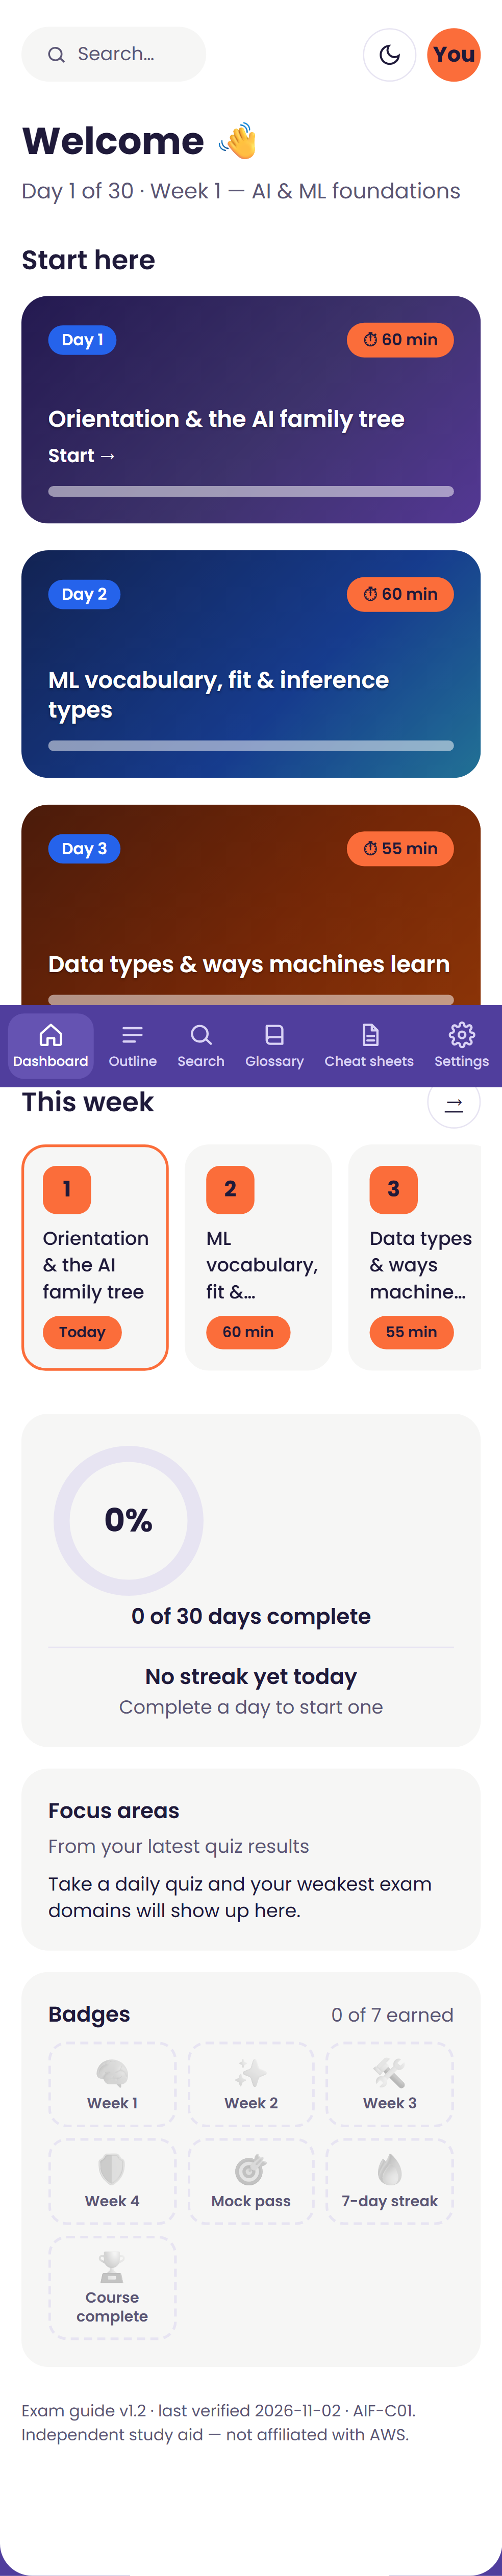 Search...
You
Welcome 👋
Day 1 of 30 · Week 1 — AI & ML foundations
Start here
Day 1
⏱ 60 min
Orientation & the AI family tree
Start →
Day 2
⏱ 60 min
ML vocabulary, fit & inference
types
Day 3
⏱ 55 min
Data types & ways machines learn
Dashboard
Outline
Search
Glossary
Cheat sheets
Settings
This week
→
1
Orientation
& the AI
family tree
Today
2
ML
vocabulary,
fit &...
60 min
3
Data types
& ways
machine...
55 min
0%
0 of 30 days complete
No streak yet today
Complete a day to start one
Focus areas
From your latest quiz results
Take a daily quiz and your weakest exam
domains will show up here.
Badges
0 of 7 earned
Week 1
Week 2
Week 3
Week 4
Mock pass
7-day streak
Course
complete
Exam guide v1.2 · last verified 2026-11-02 · AIF-C01.
Independent study aid — not affiliated with AWS.